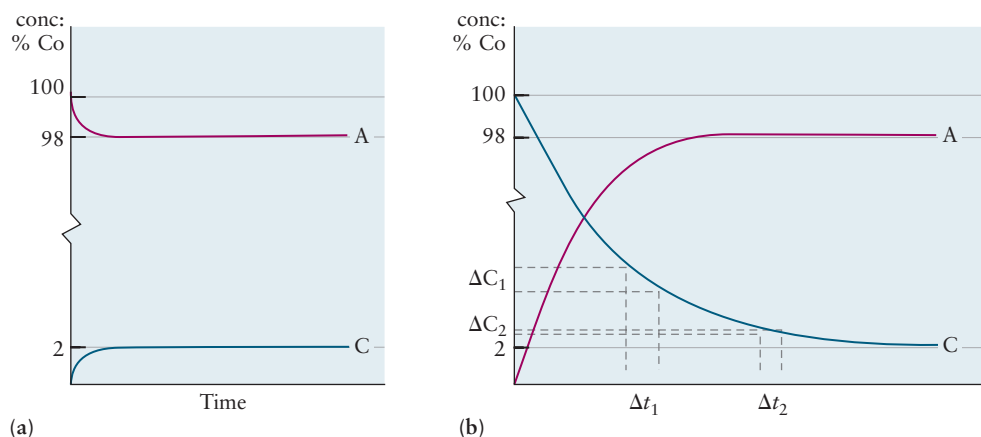 conc:
% Co
100
98
A
2
C
Time
(a)
conc:
% Co
100
98
A
ΔC₁
ΔC₂
2
C
Δt₁
Δt₂
(b)